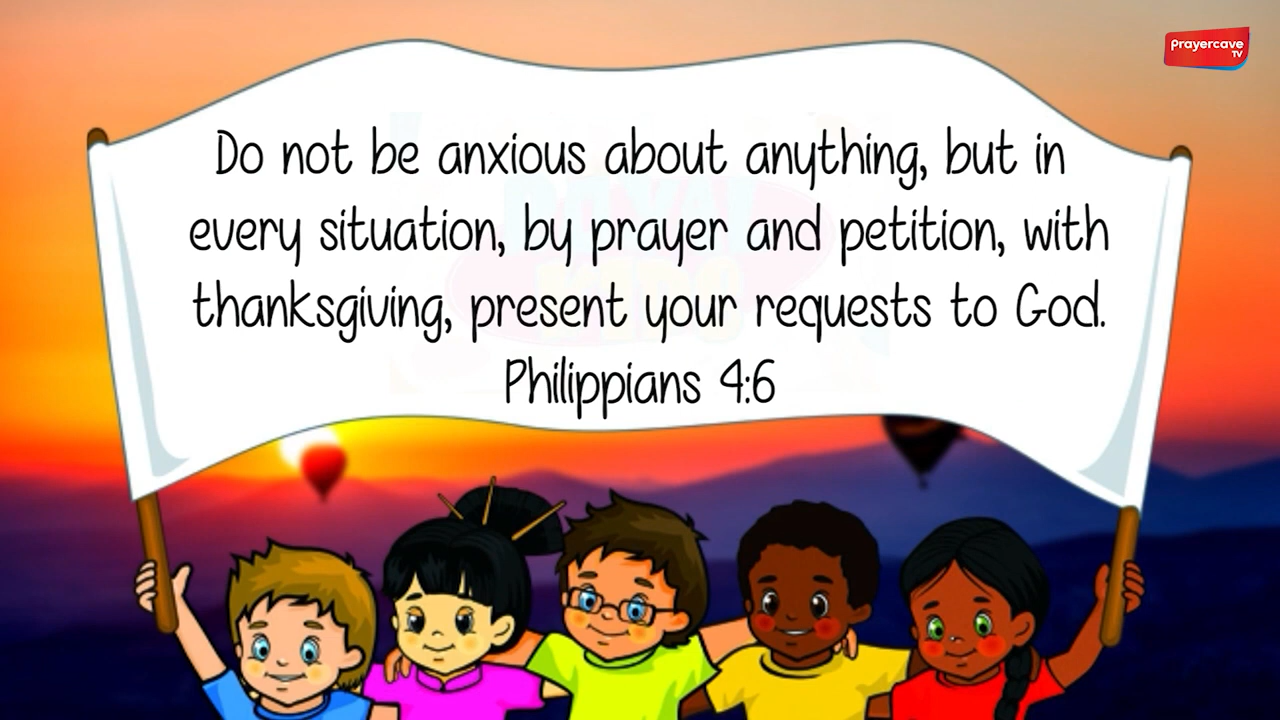 Prayercave
TV
Do not be anxious about anything, but in
every situation, by prayer and petition, with
thanksgiving, present your requests to God.
Philippians 4:6